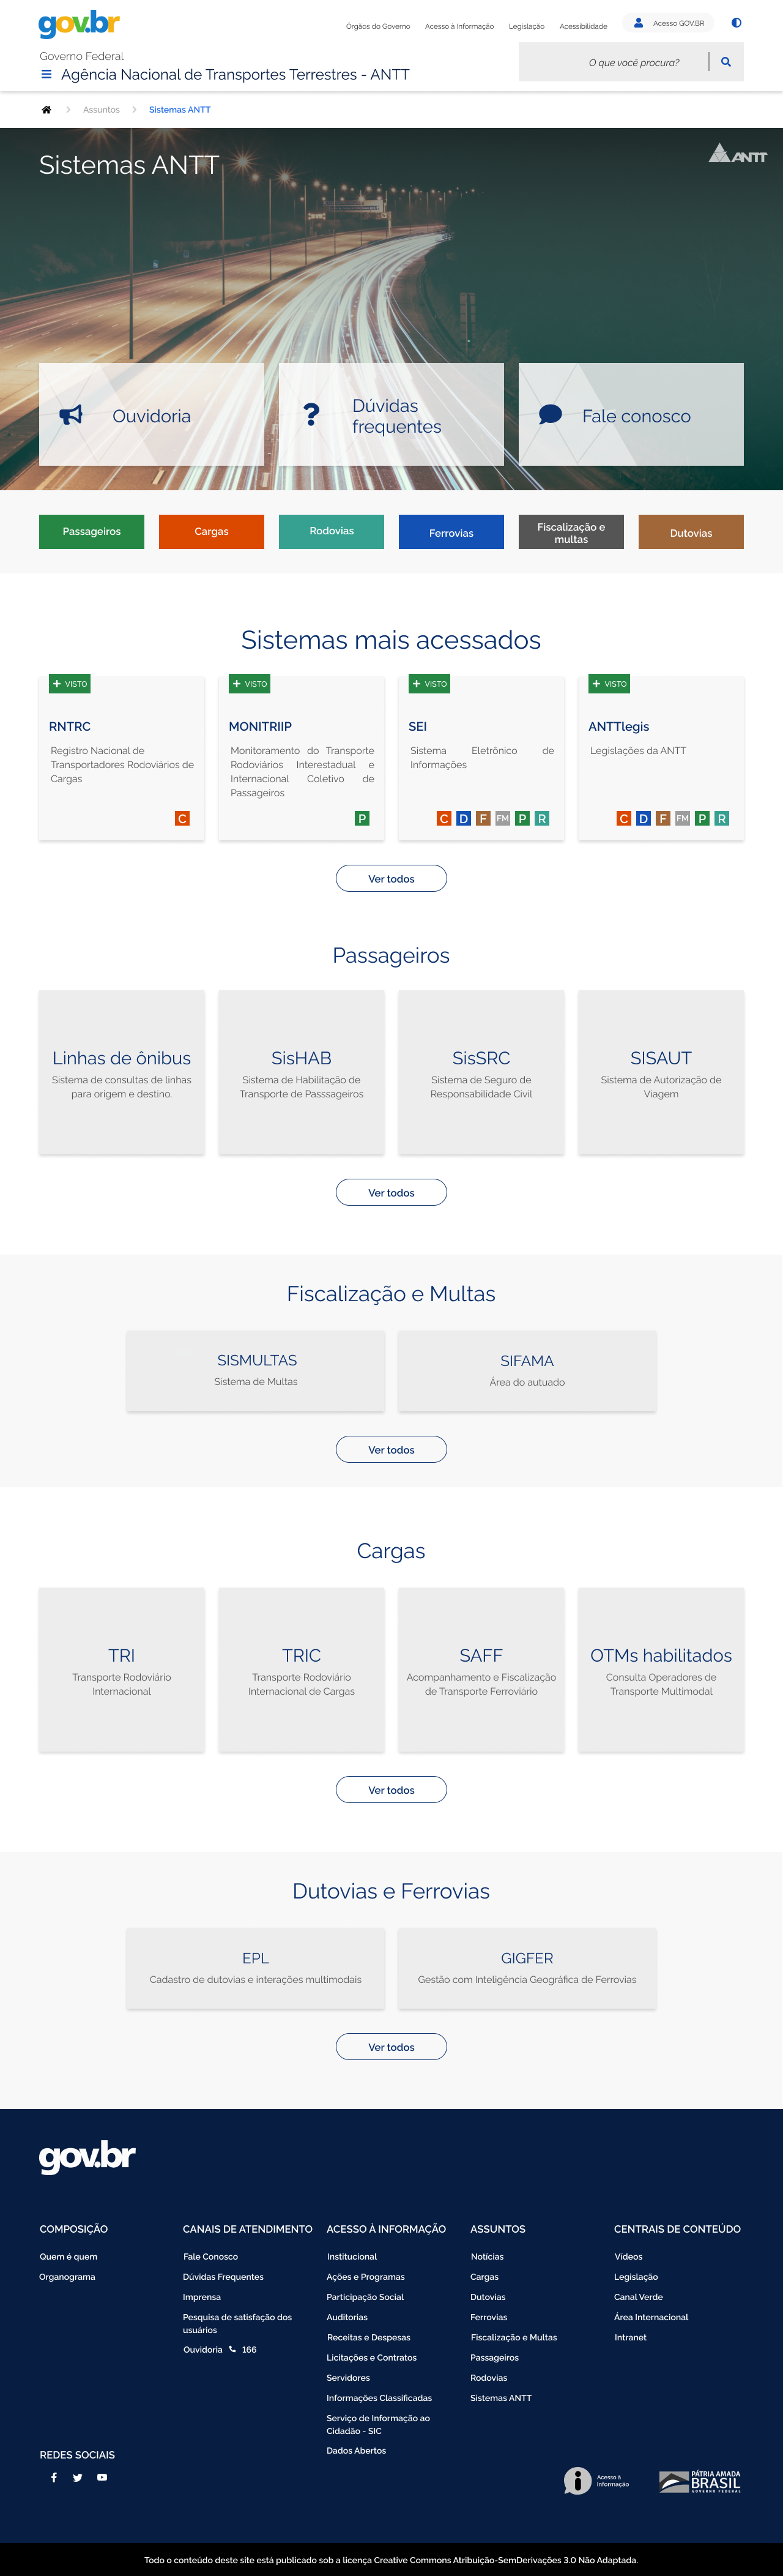 gov.br
Órgãos do Governo
Acesso à Informação
Legislação
Acessibilidade
Acesso GOV.BR
Governo Federal
Agência Nacional de Transportes Terrestres - ANTT
O que você procura?
Assuntos
Sistemas ANTT
Sistemas ANTT
ANTT
Ouvidoria
Dúvidas
frequentes
Fale conosco
Passageiros
Cargas
Rodovias
Ferrovias
Fiscalização e
multas
Dutovias
Sistemas mais acessados
+ VISTO
RNTRC
Registro Nacional de
Transportadores Rodoviários de
Cargas
C
+ VISTO
MONITRIIP
Monitoramento do Transporte
Rodoviários Interestadual e
Internacional Coletivo de
Passageiros
P
+ VISTO
SEI
Sistema Eletrônico de
Informações
C D F FM P R
+ VISTO
ANTTlegis
Legislações da ANTT
C D F FM P R
Ver todos
Passageiros
Linhas de ônibus
Sistema de consultas de linhas
para origem e destino.
SisHAB
Sistema de Habilitação de
Transporte de Passsageiros
SisSRC
Sistema de Seguro de
Responsabilidade Civil
SISAUT
Sistema de Autorização de
Viagem
Ver todos
Fiscalização e Multas
SISMULTAS
Sistema de Multas
SIFAMA
Área do autuado
Ver todos
Cargas
TRI
Transporte Rodoviário
Internacional
TRIC
Transporte Rodoviário
Internacional de Cargas
SAFF
Acompanhamento e Fiscalização
de Transporte Ferroviário
OTMs habilitados
Consulta Operadores de
Transporte Multimodal
Ver todos
Dutovias e Ferrovias
EPL
Cadastro de dutovias e interações multimodais
GIGFER
Gestão com Inteligência Geográfica de Ferrovias
Ver todos
gov.br
COMPOSIÇÃO
Quem é quem
Organograma
CANAIS DE ATENDIMENTO
Fale Conosco
Dúvidas Frequentes
Imprensa
Pesquisa de satisfação dos
usuários
Ouvidoria 166
ACESSO À INFORMAÇÃO
Institucional
Ações e Programas
Participação Social
Auditorias
Receitas e Despesas
Licitações e Contratos
Servidores
Informações Classificadas
Serviço de Informação ao
Cidadão - SIC
Dados Abertos
ASSUNTOS
Notícias
Cargas
Dutovias
Ferrovias
Fiscalização e Multas
Passageiros
Rodovias
Sistemas ANTT
CENTRAIS DE CONTEÚDO
Vídeos
Legislação
Canal Verde
Área Internacional
Intranet
REDES SOCIAIS
Acesso à
Informação
PÁTRIA AMADA
BRASIL
GOVERNO FEDERAL
Todo o conteúdo deste site está publicado sob a licença Creative Commons Atribuição-SemDerivações 3.0 Não Adaptada.